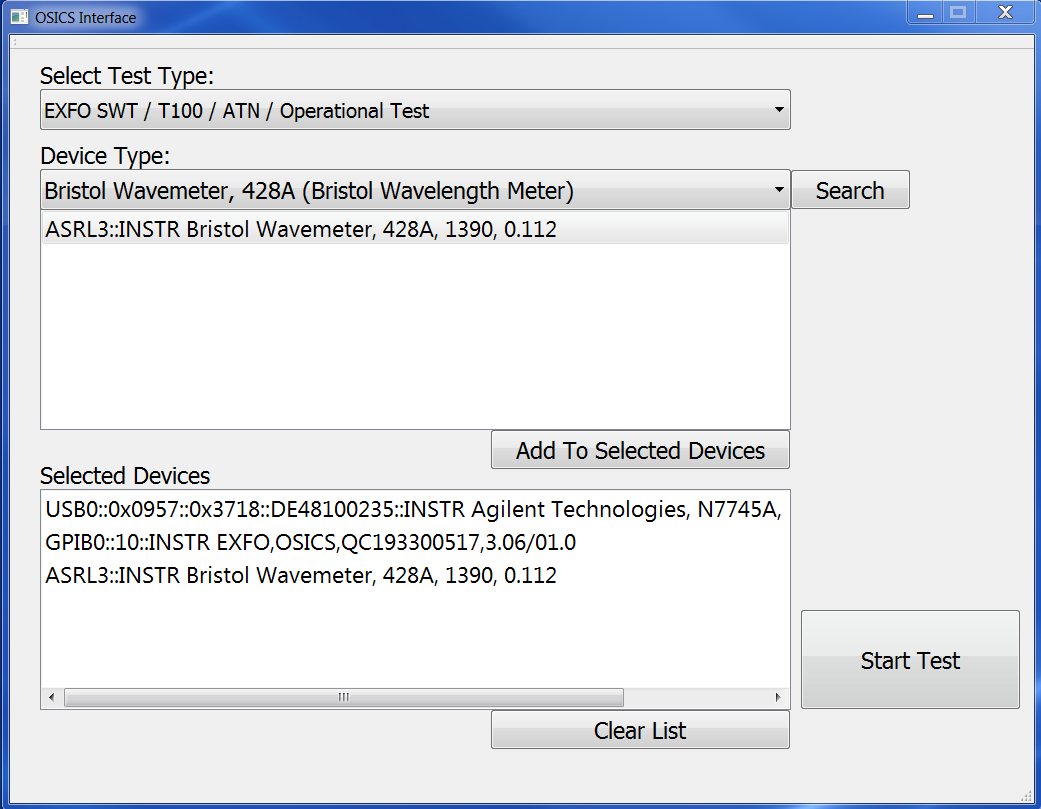 OSICS Interface
Select Test Type:
EXFO SWT / T100 / ATN / Operational Test
Device Type:
Bristol Wavemeter, 428A (Bristol Wavelength Meter)
Search
ASRL3::INSTR Bristol Wavemeter, 428A, 1390, 0.112
Add To Selected Devices
Selected Devices
USB0::0x0957::0x3718::DE48100235::INSTR Agilent Technologies, N7745A,
GPIB0::10::INSTR EXFO,OSICS,QC193300517,3.06/01.0
ASRL3::INSTR Bristol Wavemeter, 428A, 1390, 0.112
Start Test
Clear List